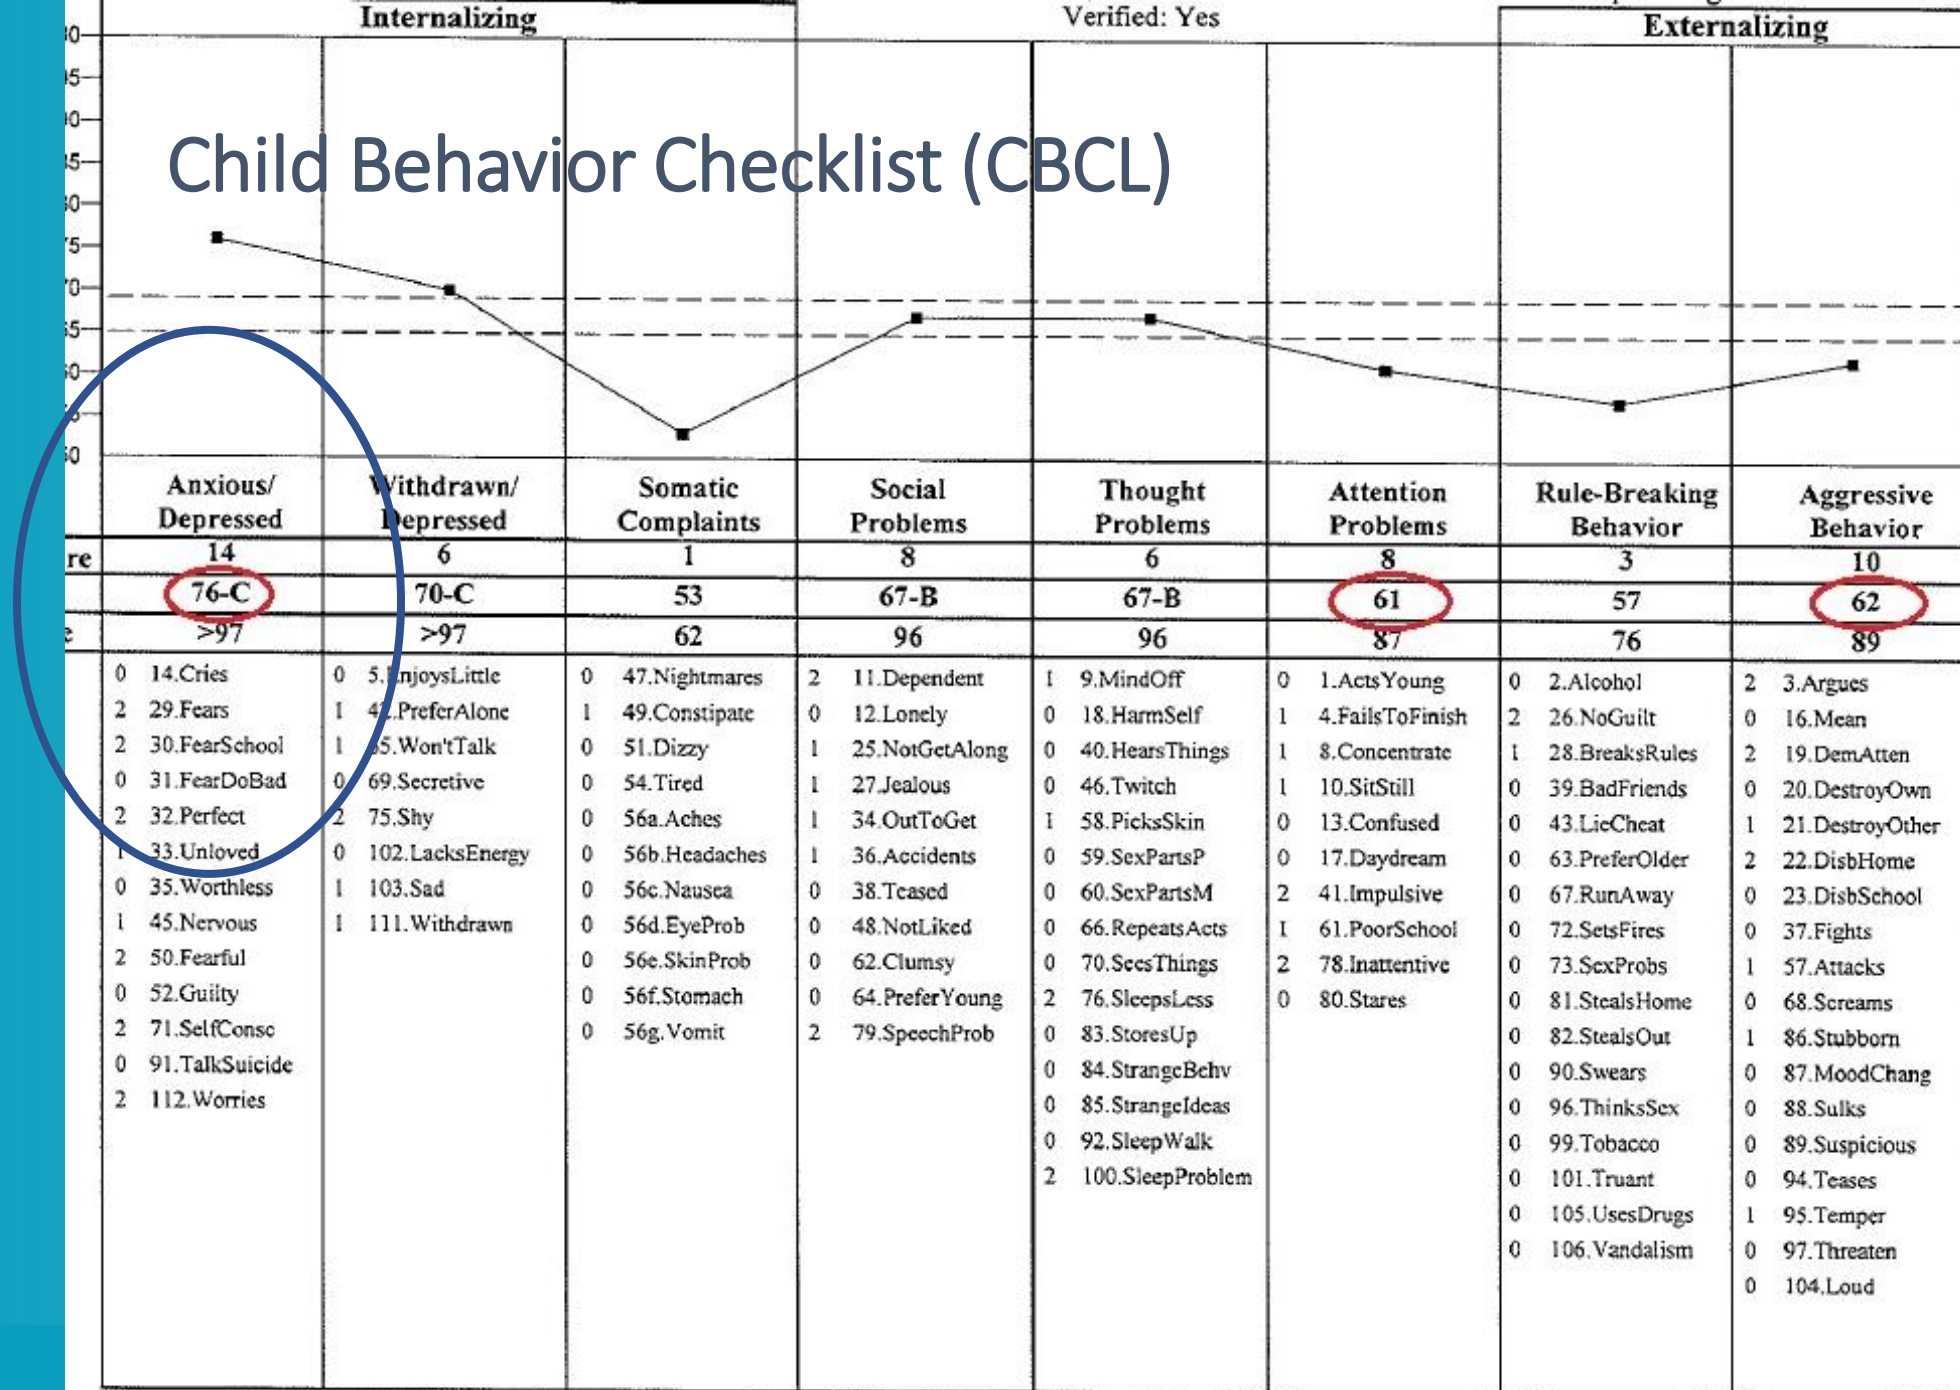 Internalizing
Verified: Yes
Externalizing
Child Behavior Checklist (CBCL)
Anxious/ Withdrawn/ Somatic Social Thought Attention Rule-Breaking Aggressive
Depressed Depressed Complaints Problems Problems Problems Behavior Behavior
re 14 6 1 8 6 8 3 10
76-C 70-C 53 67-B 67-B 61 57 62
>97 >97 62 96 96 87 76 89
0 14.Cries 0 5.EnjoysLittle 0 47.Nightmares 2 11.Dependent 1 9.MindOff 0 1.ActsYoung 0 2.Alcohol 2 3.Argues
2 29.Fears 1 42.PreferAlone 1 49.Constipate 0 12.Lonely 0 18.HarmSelf 1 4.FailsToFinish 2 26.NoGuilt 0 16.Mean
2 30.FearSchool 1 65.Won'tTalk 0 51.Dizzy 1 25.NotGetAlong 0 40.HearsThings 1 8.Concentrate 1 28.BreaksRules 2 19.DemAtten
0 31.FearDoBad 0 69.Secretive 0 54.Tired 1 27.Jealous 0 46.Twitch 1 10.SitStill 0 39.BadFriends 0 20.DestroyOwn
2 32.Perfect 2 75.Shy 0 56a.Aches 1 34.OutToGet 1 58.PicksSkin 0 13.Confused 0 43.LieCheat 1 21.DestroyOther
1 33.Unloved 0 102.LacksEnergy 0 56b.Headaches 1 36.Accidents 0 59.SexPartsP 0 17.Daydream 0 63.PreferOlder 2 22.DisbHome
0 35.Worthless 1 103.Sad 0 56c.Nausea 0 38.Teased 0 60.SexPartsM 2 41.Impulsive 0 67.RunAway 0 23.DisbSchool
1 45.Nervous 1 111.Withdrawn 0 56d.EyeProb 0 48.NotLiked 0 66.RepeatsActs 1 61.PoorSchool 0 72.SetsFires 0 37.Fights
2 50.Fearful 0 56e.SkinProb 0 62.Clumsy 0 70.SeesThings 2 78.Inattentive 0 73.SexProbs 1 57.Attacks
0 52.Guilty 0 56f.Stomach 0 64.PreferYoung 2 76.SleepsLess 0 80.Stares 0 81.StealsHome 0 68.Screams
2 71.SelfConsc 0 56g.Vomit 2 79.SpeechProb 0 83.StoresUp 0 82.StealsOut 1 86.Stubborn
0 91.TalkSuicide 0 84.StrangeBehv 0 90.Swears 0 87.MoodChang
2 112.Worries 0 85.StrangeIdeas 0 96.ThinksSex 0 88.Sulks
0 92.SleepWalk 0 99.Tobacco 0 89.Suspicious
2 100.SleepProblem 0 101.Truant 0 94.Teases
0 105.UsesDrugs 1 95.Temper
0 106.Vandalism 0 97.Threaten
0 104.Loud